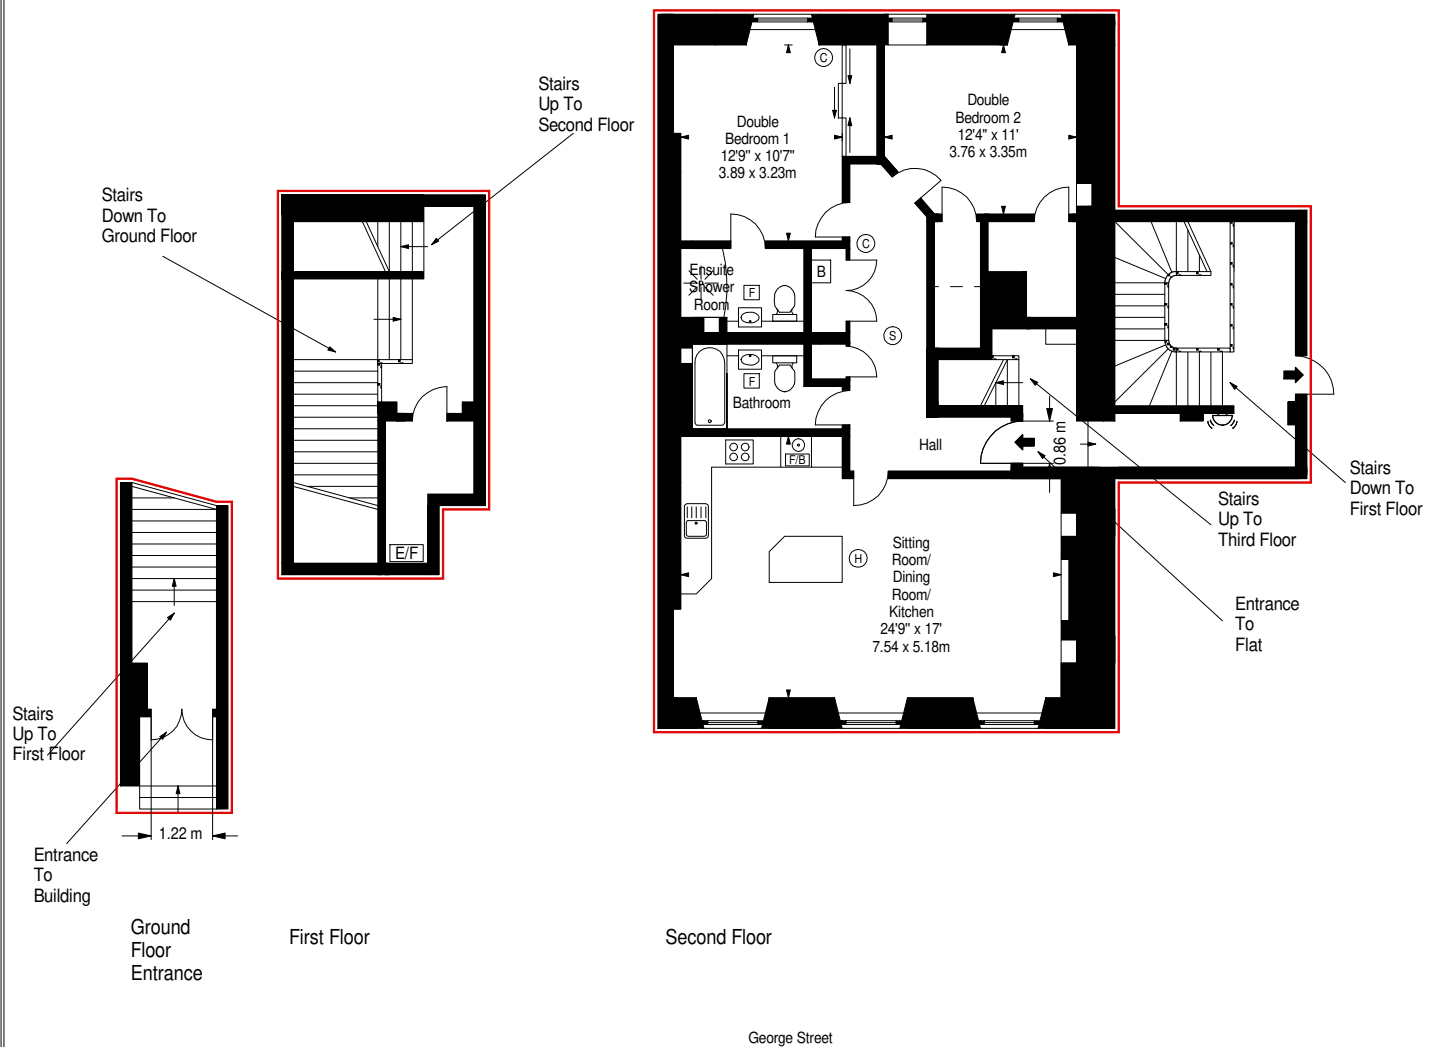 Stairs
Up To
Second Floor
Stairs
Down To
Ground Floor
E/F
Stairs
Up To
First Floor
1.22 m
Entrance
To
Building
Ground
Floor
Entrance
First Floor
C
Double
Bedroom 1
12'9" x 10'7"
3.89 x 3.23m
Double
Bedroom 2
12'4" x 11'
3.76 x 3.35m
C
Ensuite
Shower
Room
F
B
S
F
Bathroom
Hall
0.86 m
F/B
H
Sitting
Room/
Dining
Room/
Kitchen
24'9" x 17'
7.54 x 5.18m
Stairs
Down To
First Floor
Stairs
Up To
Third Floor
Entrance
To
Flat
Second Floor
George Street